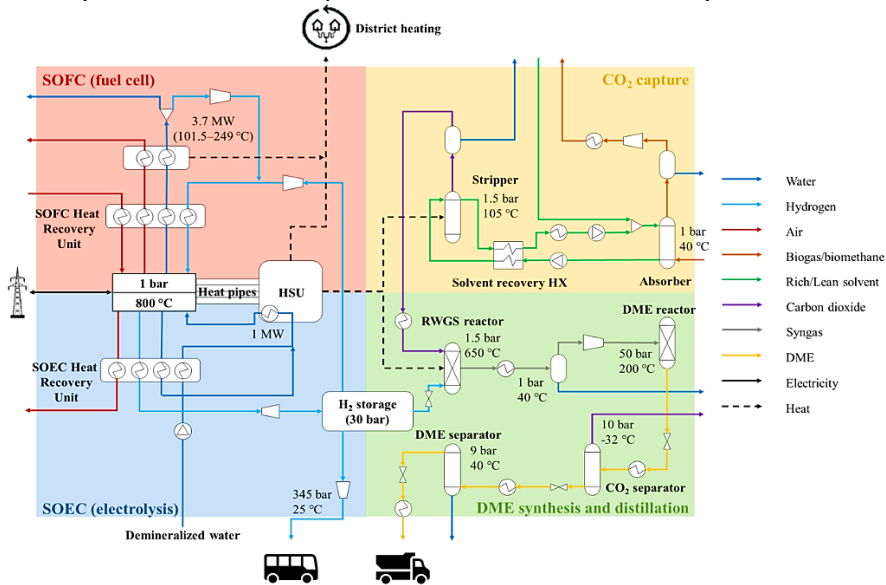 District heating
SOFC (fuel cell)
CO₂ capture
3.7 MW
(101.5–249 °C)
SOFC Heat
Recovery
Unit
Stripper
1.5 bar
105 °C
1 bar
40 °C
Solvent recovery HX
Absorber
1 bar
800 °C
Heat pipes
HSU
1 MW
SOEC Heat
Recovery
Unit
RWGS reactor
1.5 bar
650 °C
DME reactor
50 bar
200 °C
1 bar
40 °C
H₂ storage
(30 bar)
DME separator
9 bar
40 °C
10 bar
-32 °C
CO₂ separator
345 bar
25 °C
SOEC (electrolysis)
DME synthesis and distillation
Demineralized water
Water
Hydrogen
Air
Biogas/biomethane
Rich/Lean solvent
Carbon dioxide
Syngas
DME
Electricity
Heat